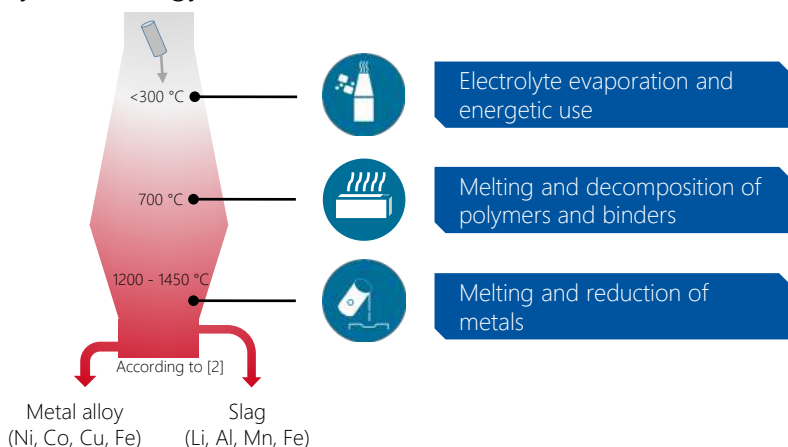 <300 °C
Electrolyte evaporation and
energetic use
700 °C
Melting and decomposition of
polymers and binders
1200 - 1450 °C
Melting and reduction of
metals
According to [2]
Metal alloy
(Ni, Co, Cu, Fe)
Slag
(Li, Al, Mn, Fe)